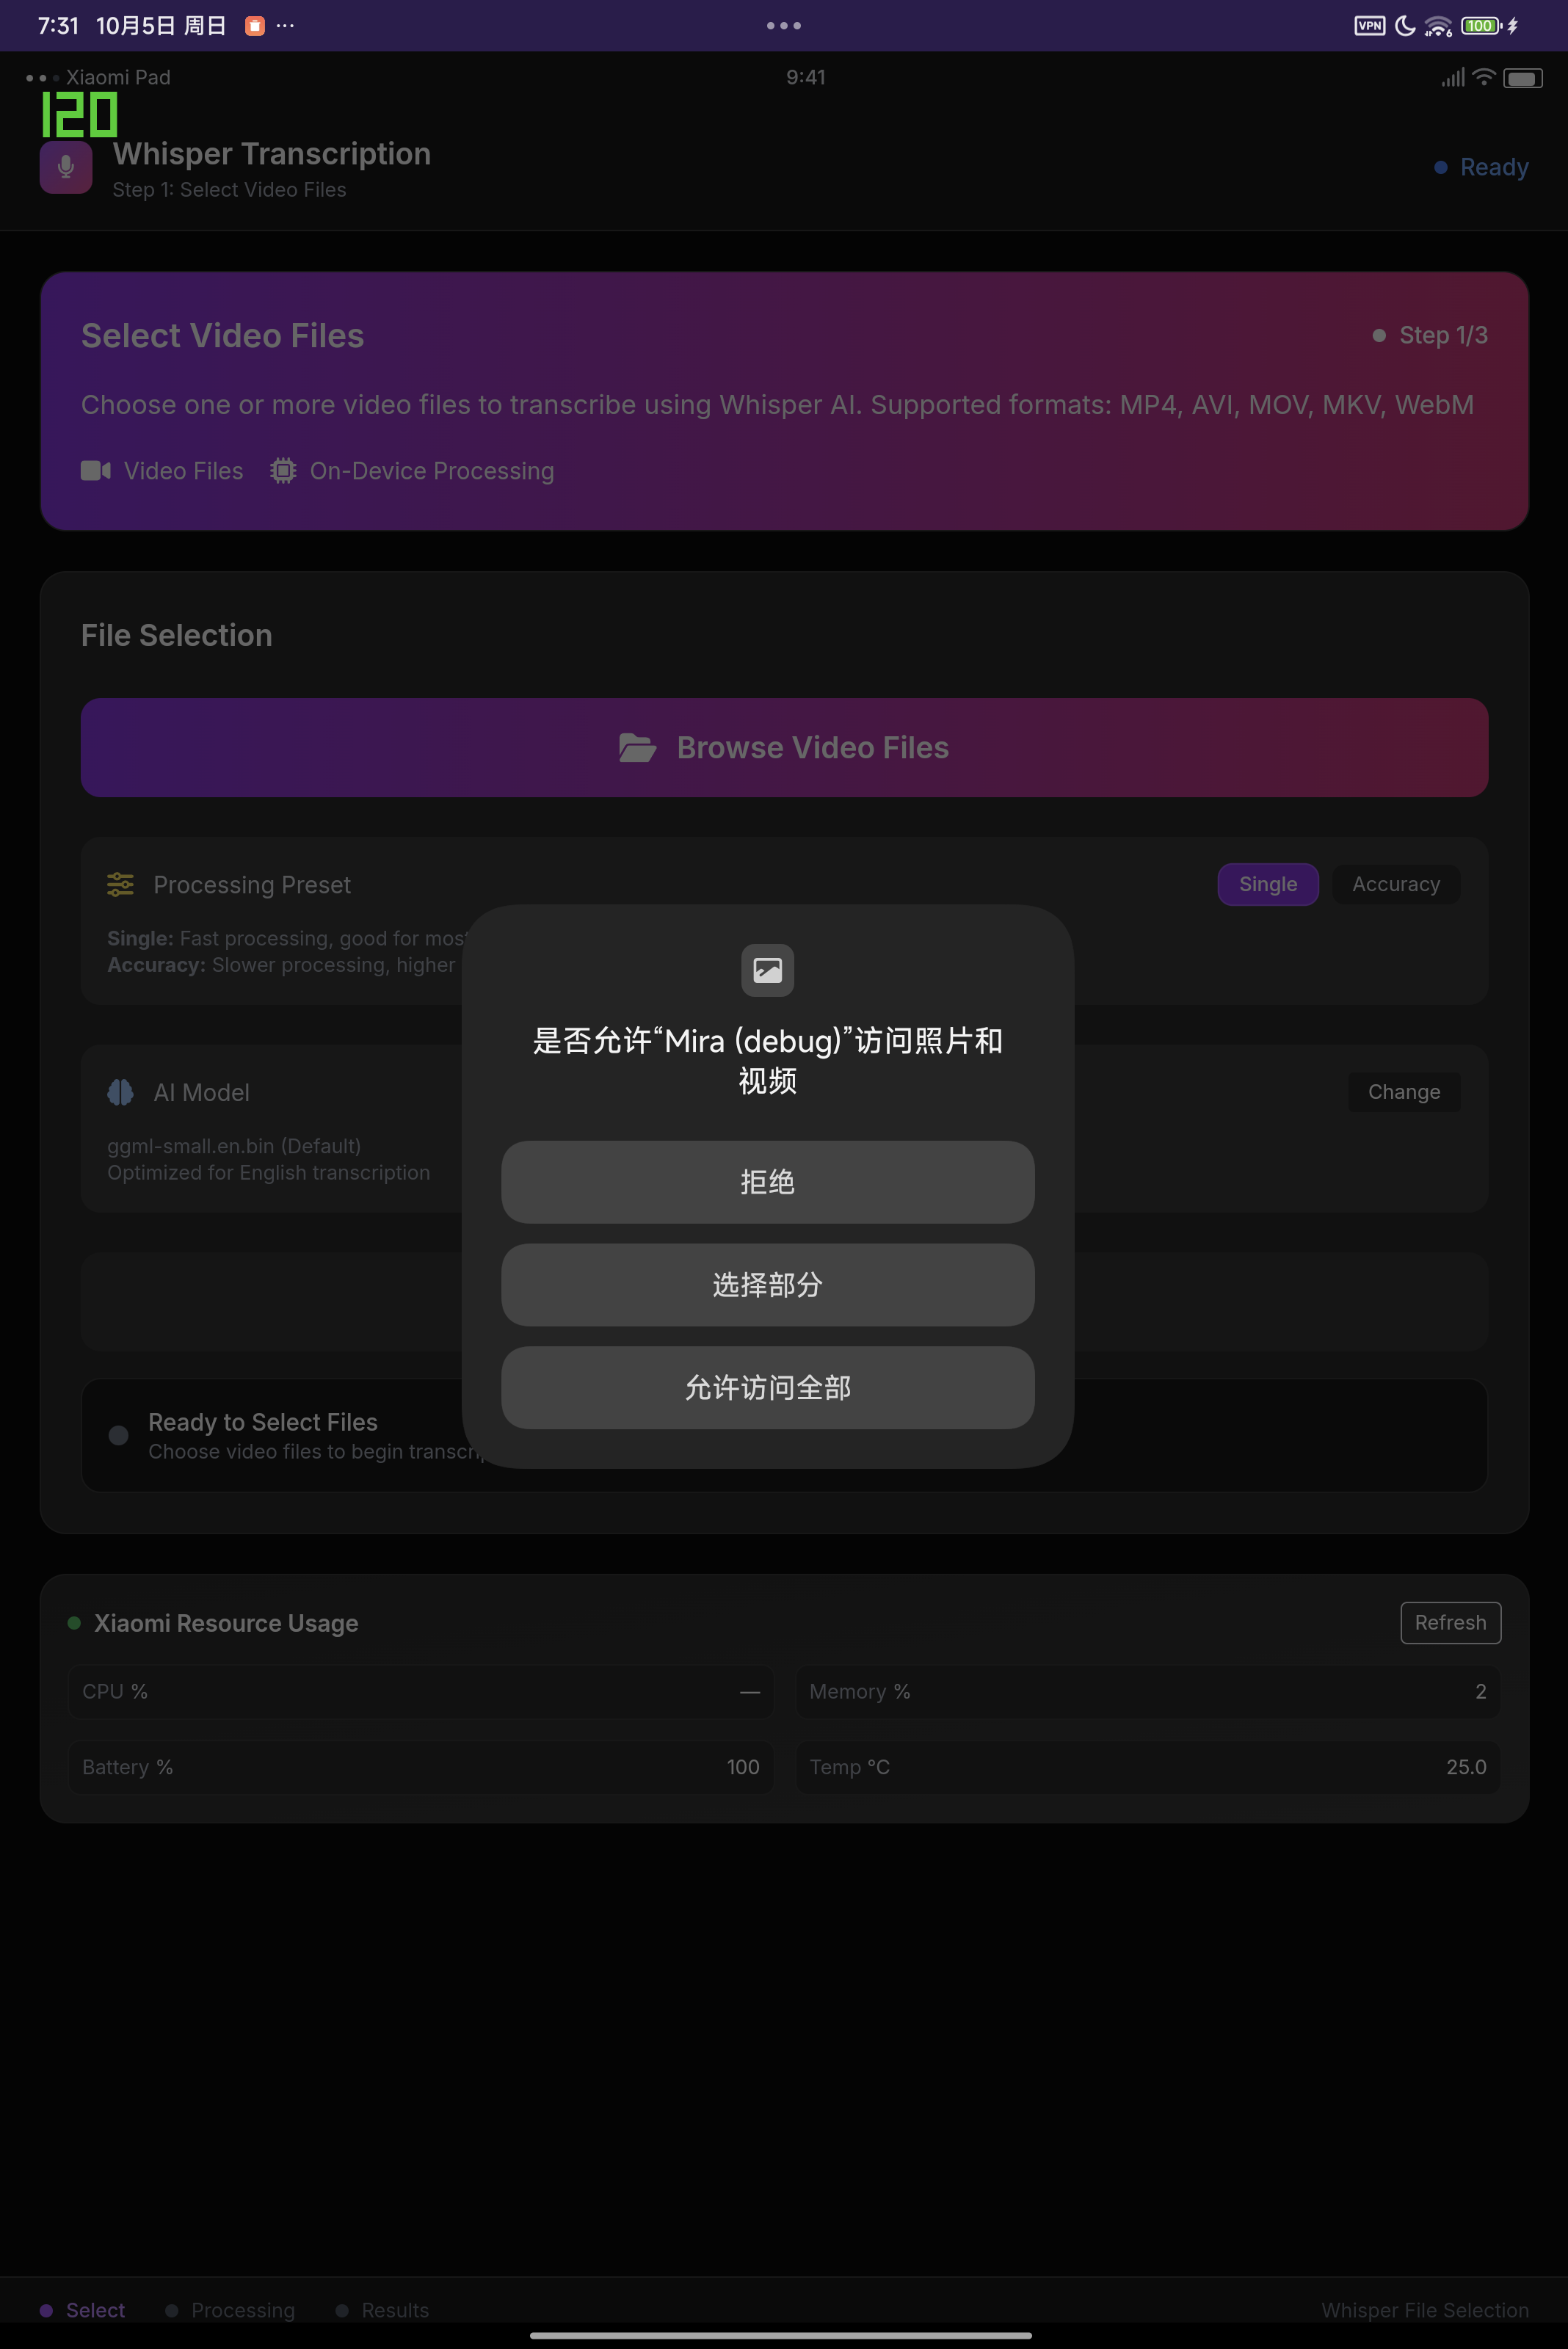 7:31 10月5日 周日
VPN 6 100
Xiaomi Pad 9:41
120
Whisper Transcription
Step 1: Select Video Files
Ready
Select Video Files
Step 1/3
Choose one or more video files to transcribe using Whisper AI. Supported formats: MP4, AVI, MOV, MKV, WebM
Video Files On-Device Processing
File Selection
Browse Video Files
Processing Preset
Single Accuracy
Single: Fast processing, good for most
Accuracy: Slower processing, higher
AI Model
Change
ggml-small.en.bin (Default)
Optimized for English transcription
是否允许“Mira (debug)”访问照片和
视频
拒绝
选择部分
允许访问全部
Ready to Select Files
Choose video files to begin transcr
Xiaomi Resource Usage
Refresh
CPU % —
Memory % 2
Battery % 100
Temp °C 25.0
Select Processing Results
Whisper File Selection